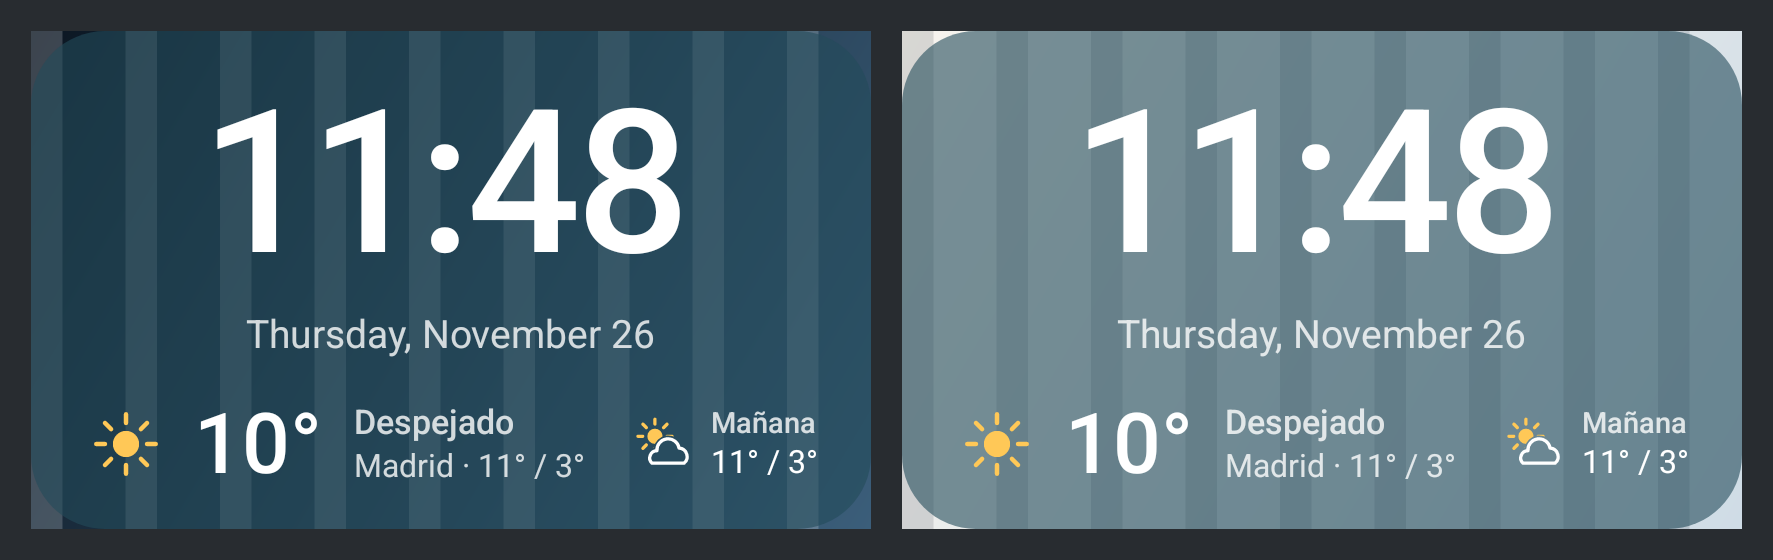 11:48
Thursday, November 26
10°
Despejado
Madrid · 11° / 3°
Mañana
11° / 3°
11:48
Thursday, November 26
10°
Despejado
Madrid · 11° / 3°
Mañana
11° / 3°